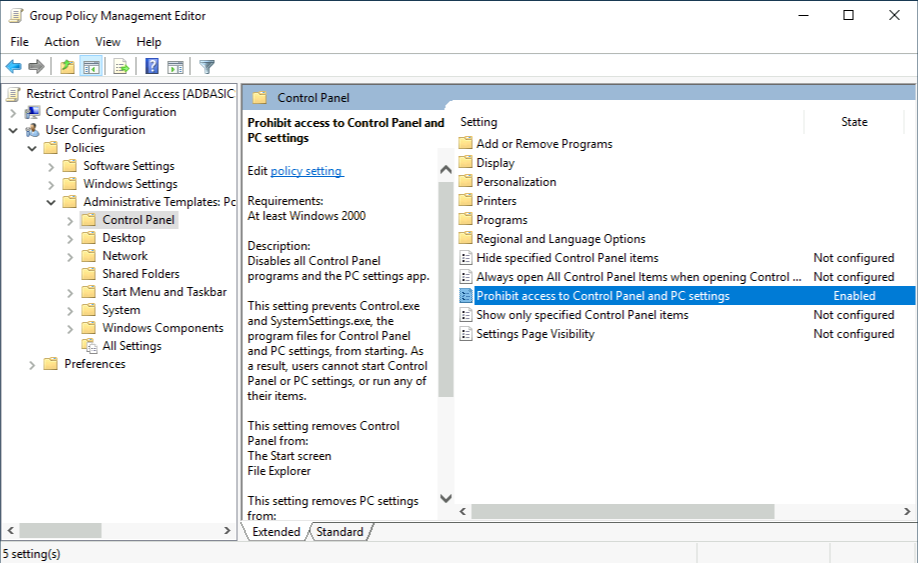 Group Policy Management Editor
File Action View Help
Restrict Control Panel Access [ADBASIC
Computer Configuration
User Configuration
Policies
Software Settings
Windows Settings
Administrative Templates: Po
Control Panel
Desktop
Network
Shared Folders
Start Menu and Taskbar
System
Windows Components
All Settings
Preferences
Control Panel
Prohibit access to Control Panel and
PC settings
Edit policy setting
Requirements:
At least Windows 2000
Description:
Disables all Control Panel
programs and the PC settings app.
This setting prevents Control.exe
and SystemSettings.exe, the
program files for Control Panel
and PC settings, from starting. As
a result, users cannot start Control
Panel or PC settings, or run any of
their items.
This setting removes Control
Panel from:
The Start screen
File Explorer
This setting removes PC settings
from:
Setting State
Add or Remove Programs
Display
Personalization
Printers
Programs
Regional and Language Options
Hide specified Control Panel items Not configured
Always open All Control Panel Items when opening Control ... Not configured
Prohibit access to Control Panel and PC settings Enabled
Show only specified Control Panel items Not configured
Settings Page Visibility Not configured
Extended Standard
5 setting(s)